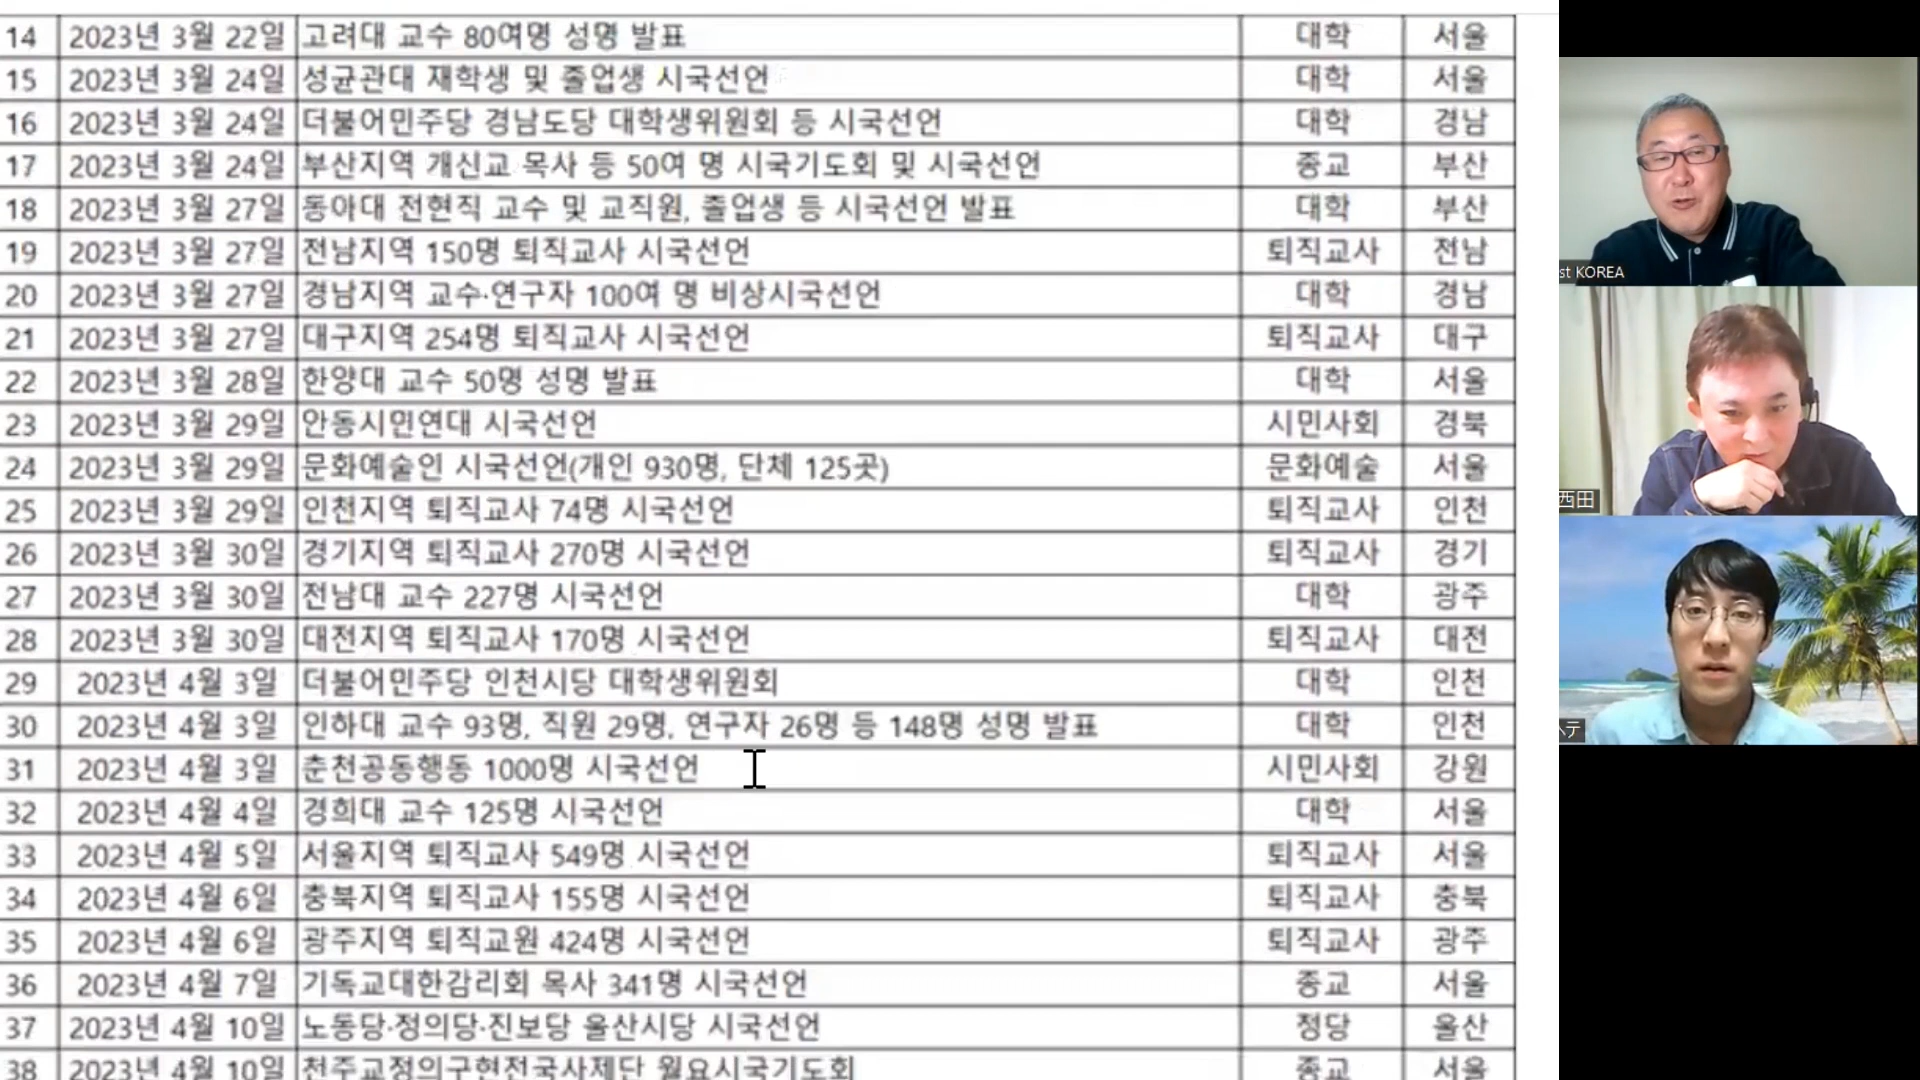 14 2023년 3월 22일 고려대 교수 80여명 성명 발표 대학 서울
15 2023년 3월 24일 성균관대 재학생 및 졸업생 시국선언 대학 서울
16 2023년 3월 24일 더불어민주당 경남도당 대학생위원회 등 시국선언 대학 경남
17 2023년 3월 24일 부산지역 개신교 목사 등 50여 명 시국기도회 및 시국선언 종교 부산
18 2023년 3월 27일 동아대 전현직 교수 및 교직원, 졸업생 등 시국선언 발표 대학 부산
19 2023년 3월 27일 전남지역 150명 퇴직교사 시국선언 퇴직교사 전남
20 2023년 3월 27일 경남지역 교수·연구자 100여 명 비상시국선언 대학 경남
21 2023년 3월 27일 대구지역 254명 퇴직교사 시국선언 퇴직교사 대구
22 2023년 3월 28일 한양대 교수 50명 성명 발표 대학 서울
23 2023년 3월 29일 안동시민연대 시국선언 시민사회 경북
24 2023년 3월 29일 문화예술인 시국선언(개인 930명, 단체 125곳) 문화예술 서울
25 2023년 3월 29일 인천지역 퇴직교사 74명 시국선언 퇴직교사 인천
26 2023년 3월 30일 경기지역 퇴직교사 270명 시국선언 퇴직교사 경기
27 2023년 3월 30일 전남대 교수 227명 시국선언 대학 광주
28 2023년 3월 30일 대전지역 퇴직교사 170명 시국선언 퇴직교사 대전
29 2023년 4월 3일 더불어민주당 인천시당 대학생위원회 대학 인천
30 2023년 4월 3일 인하대 교수 93명, 직원 29명, 연구자 26명 등 148명 성명 발표 대학 인천
31 2023년 4월 3일 춘천공동행동 1000명 시국선언 시민사회 강원
32 2023년 4월 4일 경희대 교수 125명 시국선언 대학 서울
33 2023년 4월 5일 서울지역 퇴직교사 549명 시국선언 퇴직교사 서울
34 2023년 4월 6일 충북지역 퇴직교사 155명 시국선언 퇴직교사 충북
35 2023년 4월 6일 광주지역 퇴직교원 424명 시국선언 퇴직교사 광주
36 2023년 4월 7일 기독교대한감리회 목사 341명 시국선언 종교 서울
37 2023년 4월 10일 노동당·정의당·진보당 울산시당 시국선언 정당 울산
38 2023년 4월 10일 천주교정의구현전국사제단 월요시국기도회 종교 서울
st KOREA
西田